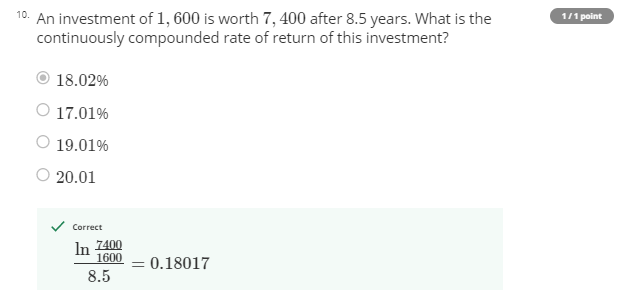 10. An investment of 1, 600 is worth 7, 400 after 8.5 years. What is the
continuously compounded rate of return of this investment?
1 / 1 point
18.02%
17.01%
19.01%
20.01
Correct
ln 7400/1600
/ 8.5 = 0.18017